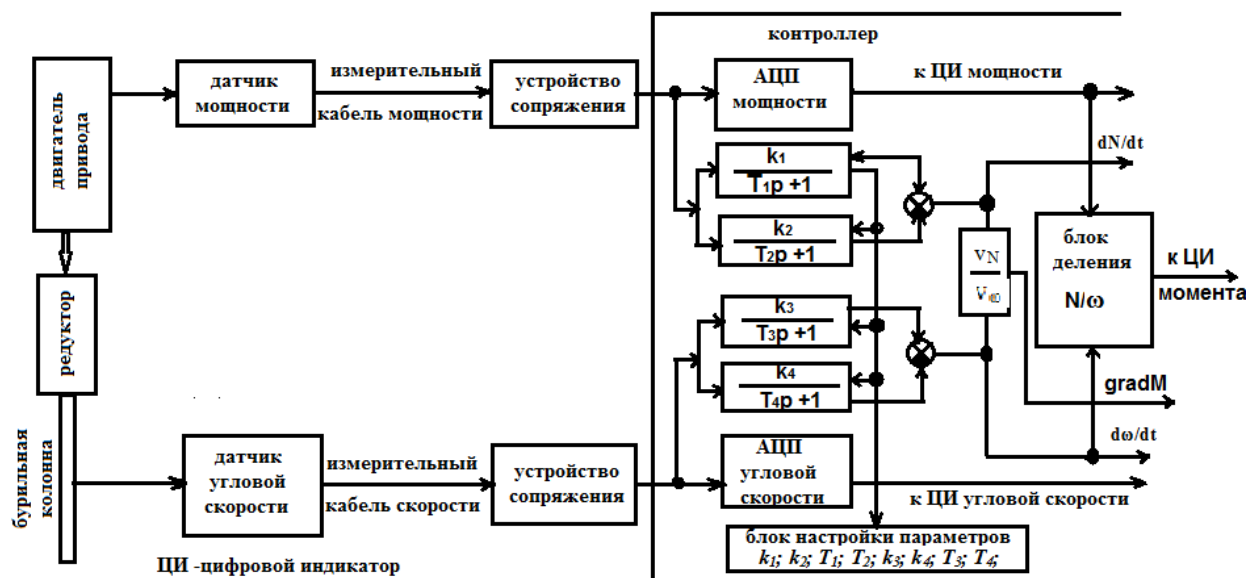 контроллер
двигатель
привода
датчик
мощности
измерительный
кабель мощности
устройство
сопряжения
АЦП
мощности
к ЦИ мощности
dN/dt
k1
T1p +1
k2
T2p +1
vN
Vω
блок
деления
N/ω
к ЦИ
момента
редуктор
k3
T3p +1
k4
T4p +1
gradM
dω/dt
бурильная
колонна
датчик
угловой
скорости
измерительный
кабель скорости
устройство
сопряжения
АЦП
угловой
скорости
к ЦИ угловой скорости
блок настройки параметров
k1; k2; T1; T2; k3; k4; T3; T4;
ЦИ -цифровой индикатор